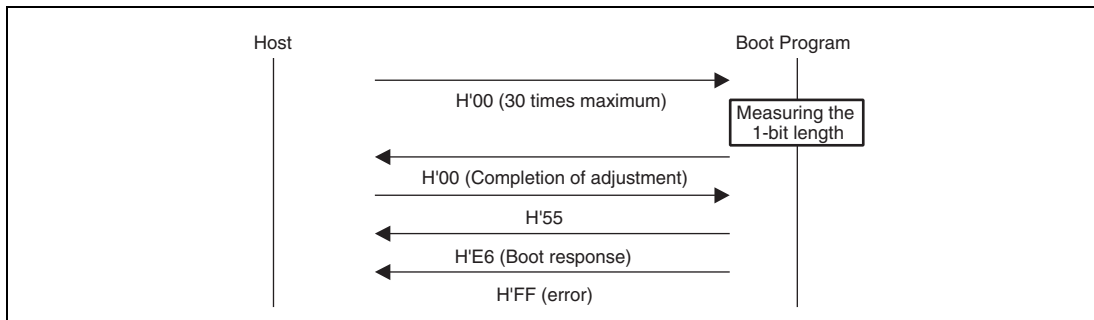 Host
Boot Program
H'00 (30 times maximum)
Measuring the
1-bit length
H'00 (Completion of adjustment)
H'55
H'E6 (Boot response)
H'FF (error)